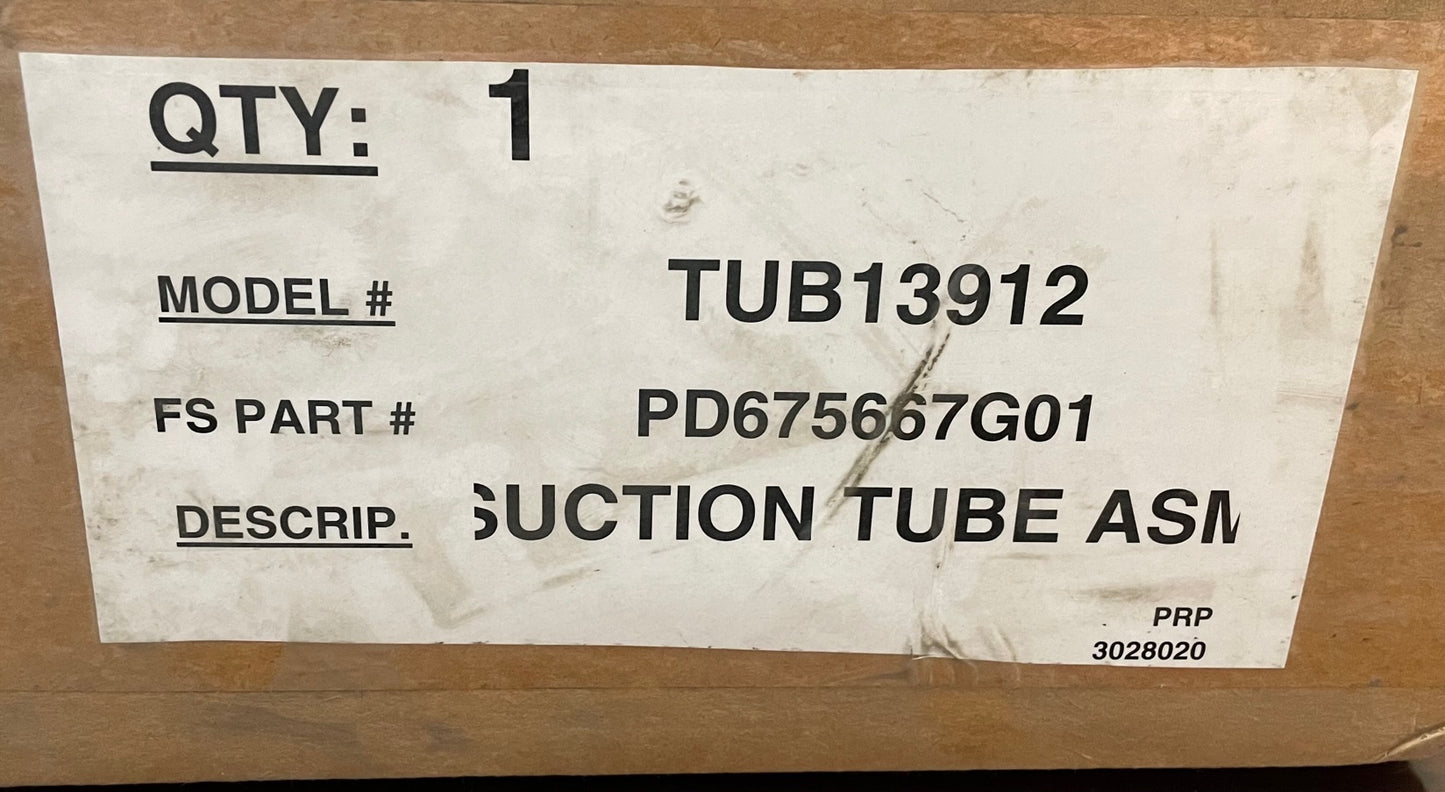 QTY: 1
MODEL # TUB13912
FS PART # PD675667G01
DESCRIP. SUCTION TUBE ASM
PRP
3028020